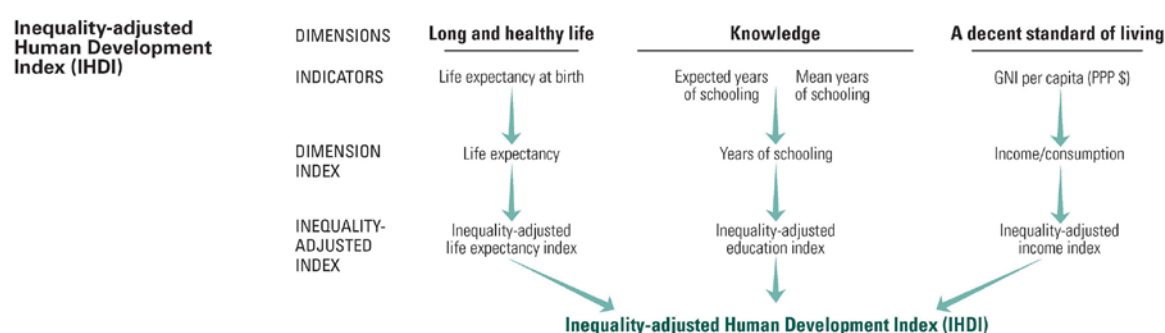 Inequality-adjusted
Human Development
Index (IHDI)
DIMENSIONS
Long and healthy life
Knowledge
A decent standard of living
INDICATORS
Life expectancy at birth
Expected years
of schooling
Mean years
of schooling
GNI per capita (PPP $)
DIMENSION
INDEX
Life expectancy
Years of schooling
Income/consumption
INEQUALITY-
ADJUSTED
INDEX
Inequality-adjusted
life expectancy index
Inequality-adjusted
education index
Inequality-adjusted
income index
Inequality-adjusted Human Development Index (IHDI)